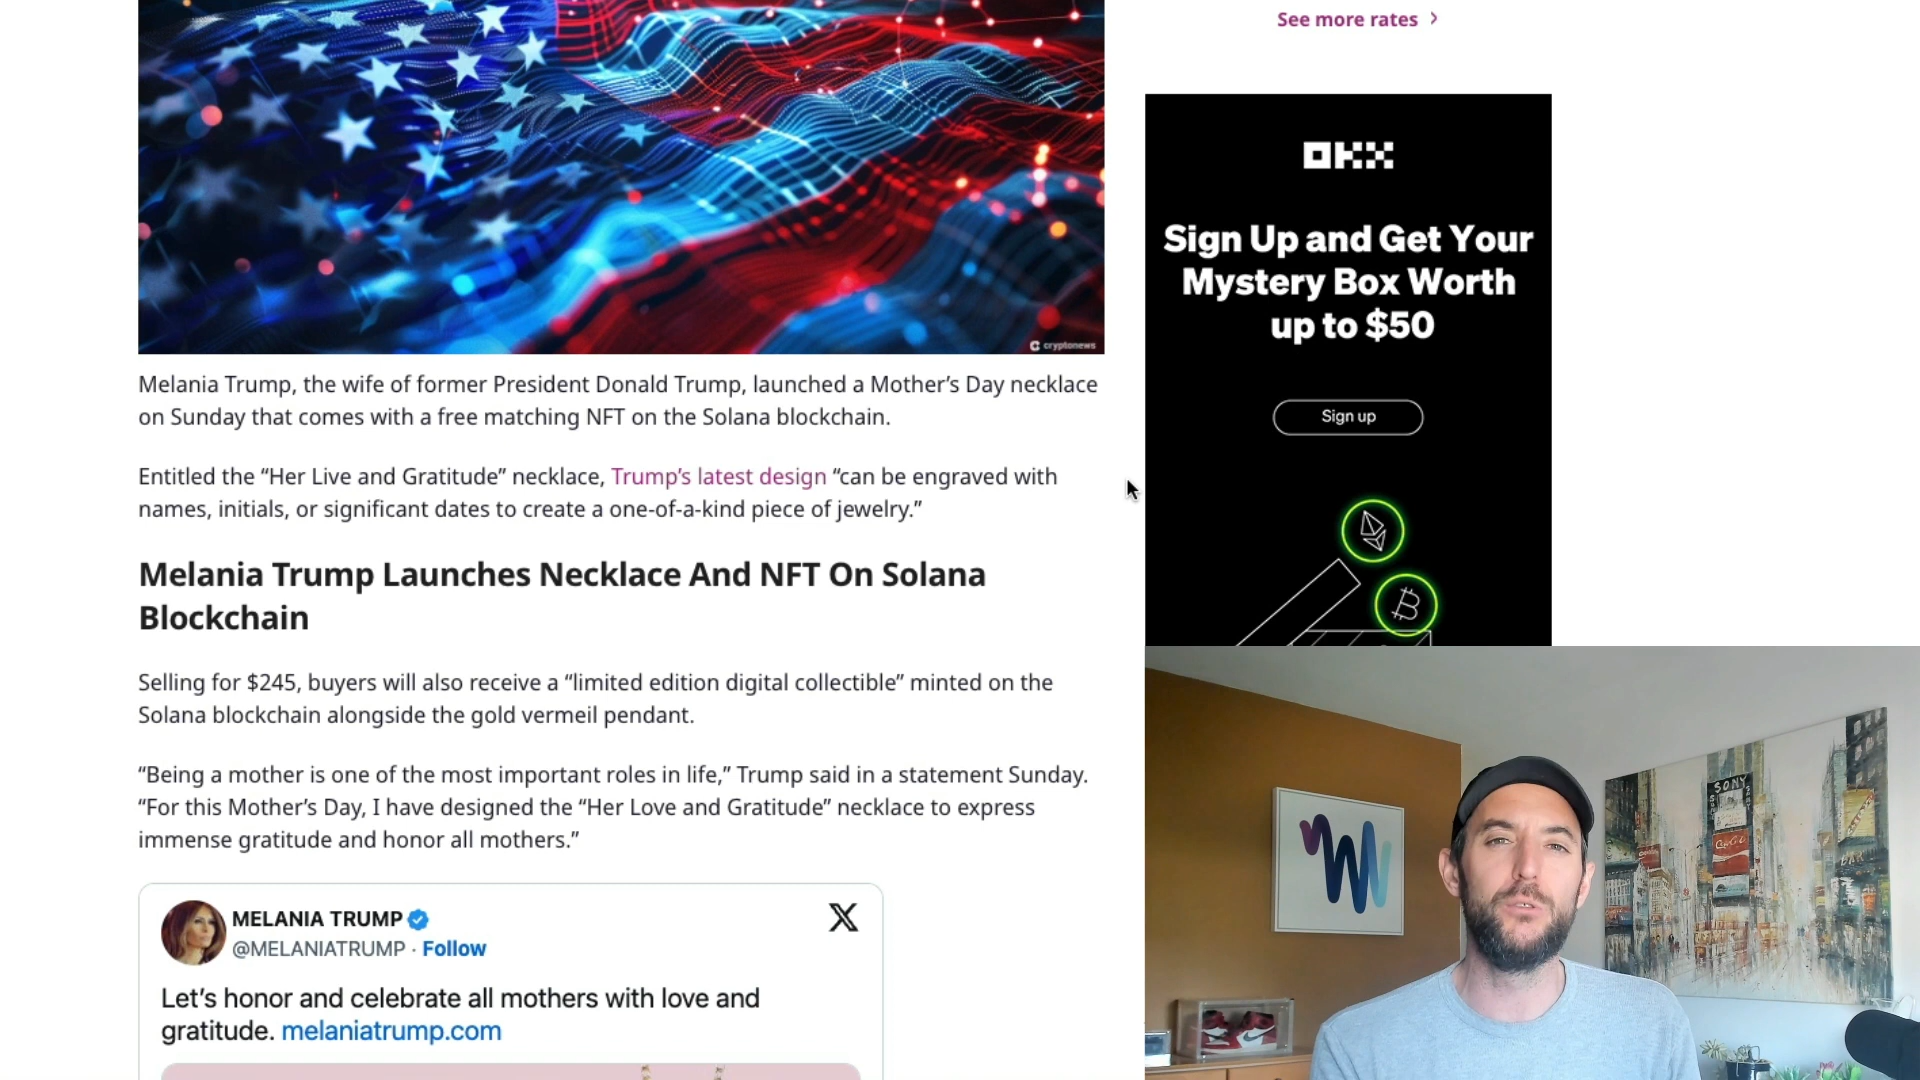 See more rates
cryptonews
Melania Trump, the wife of former President Donald Trump, launched a Mother’s Day necklace
on Sunday that comes with a free matching NFT on the Solana blockchain.
Entitled the “Her Live and Gratitude” necklace, Trump’s latest design “can be engraved with
names, initials, or significant dates to create a one-of-a-kind piece of jewelry.”
Melania Trump Launches Necklace And NFT On Solana
Blockchain
Selling for $245, buyers will also receive a “limited edition digital collectible” minted on the
Solana blockchain alongside the gold vermeil pendant.
“Being a mother is one of the most important roles in life,” Trump said in a statement Sunday.
“For this Mother’s Day, I have designed the “Her Love and Gratitude” necklace to express
immense gratitude and honor all mothers.”
MELANIA TRUMP
@MELANIATRUMP · Follow
X
Let’s honor and celebrate all mothers with love and
gratitude. melaniatrump.com
OKX
Sign Up and Get Your
Mystery Box Worth
up to $50
Sign up
SONY
Coca-Cola